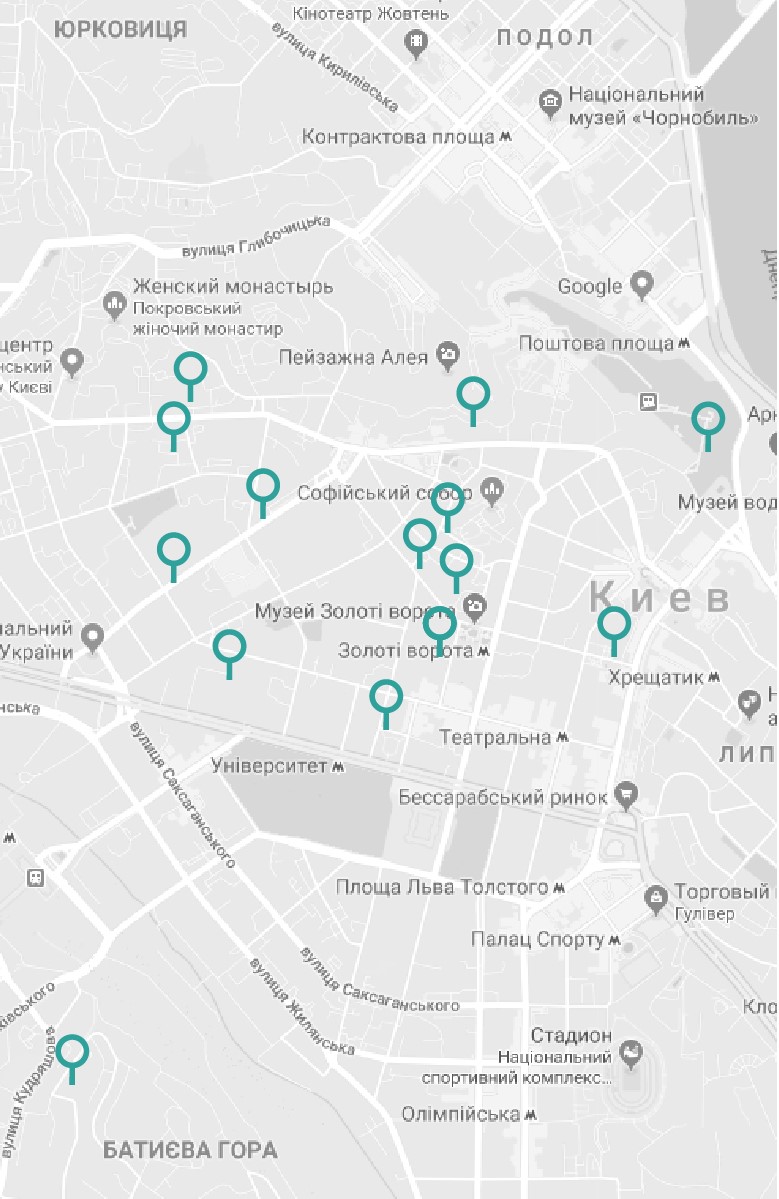 Кінотеатр Жовтень
ЮРКОВИЦЯ
ПОДОЛ
вулиця Кирилівська
Національний
музей «Чорнобиль»
Контрактова площа
вулиця Глибочицька
Женский монастырь
Покровський
жіночий монастир
Google
Поштова площа
Пейзажна Алея
центр
нський
у Києві
Софійський собор
Музей вод
Киев
Музей Золоті ворота
Золоті ворота
нальний
України
Хрещатик
нська
Театральна
ЛИП
вулиця Саксаганського
Університет
Бессарабський ринок
Площа Льва Толстого
Торговый
Гулівер
Палац Спорту
вулиця Саксаганського
вулиця Жилянська
Кло
Стадион
Національний
спортивний комплекс...
вулиця Кудряшова
Олімпійська
БАТИЄВА ГОРА